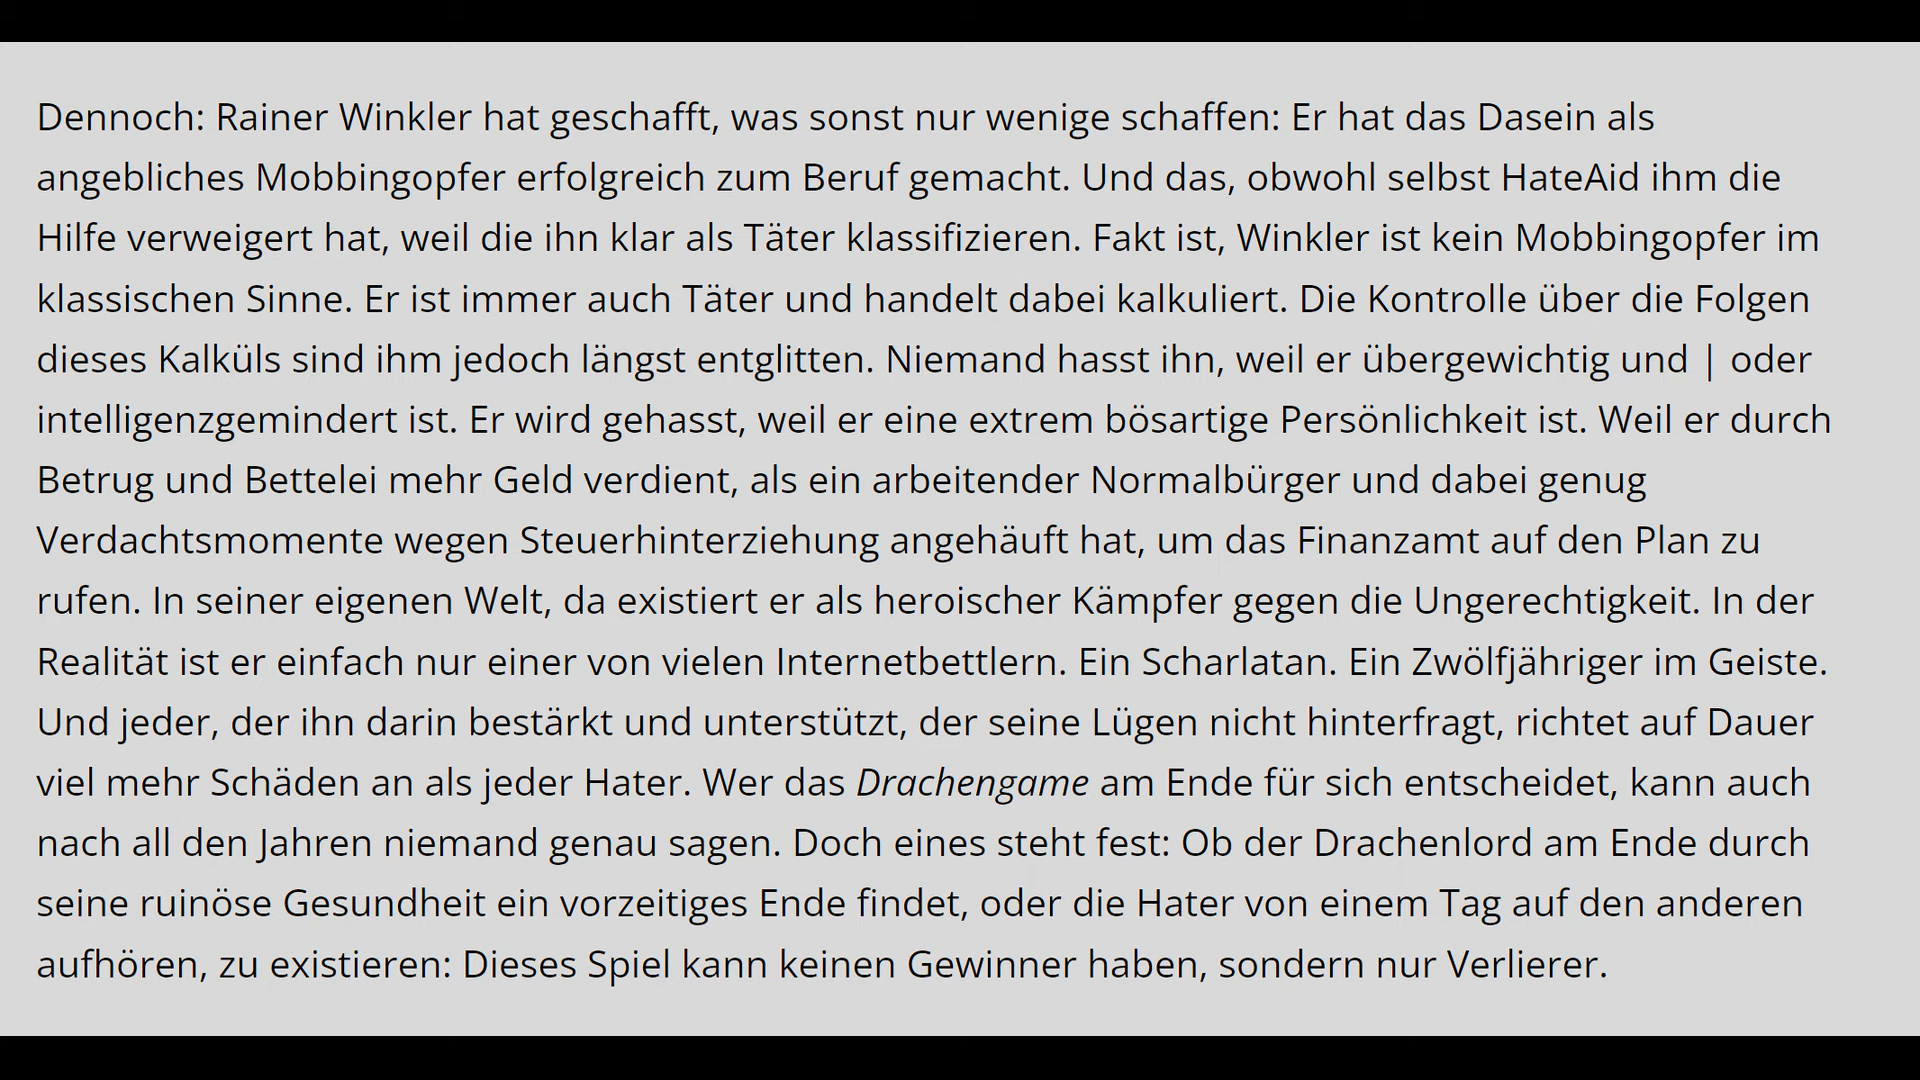 Dennoch: Rainer Winkler hat geschafft, was sonst nur wenige schaffen: Er hat das Dasein als
angebliches Mobbingopfer erfolgreich zum Beruf gemacht. Und das, obwohl selbst HateAid ihm die
Hilfe verweigert hat, weil die ihn klar als Täter klassifizieren. Fakt ist, Winkler ist kein Mobbingopfer im
klassischen Sinne. Er ist immer auch Täter und handelt dabei kalkuliert. Die Kontrolle über die Folgen
dieses Kalküls sind ihm jedoch längst entglitten. Niemand hasst ihn, weil er übergewichtig und | oder
intelligenzgemindert ist. Er wird gehasst, weil er eine extrem bösartige Persönlichkeit ist. Weil er durch
Betrug und Bettelei mehr Geld verdient, als ein arbeitender Normalbürger und dabei genug
Verdachtsmomente wegen Steuerhinterziehung angehäuft hat, um das Finanzamt auf den Plan zu
rufen. In seiner eigenen Welt, da existiert er als heroischer Kämpfer gegen die Ungerechtigkeit. In der
Realität ist er einfach nur einer von vielen Internetbettlern. Ein Scharlatan. Ein Zwölfjähriger im Geiste.
Und jeder, der ihn darin bestärkt und unterstützt, der seine Lügen nicht hinterfragt, richtet auf Dauer
viel mehr Schäden an als jeder Hater. Wer das Drachengame am Ende für sich entscheidet, kann auch
nach all den Jahren niemand genau sagen. Doch eines steht fest: Ob der Drachenlord am Ende durch
seine ruinöse Gesundheit ein vorzeitiges Ende findet, oder die Hater von einem Tag auf den anderen
aufhören, zu existieren: Dieses Spiel kann keinen Gewinner haben, sondern nur Verlierer.